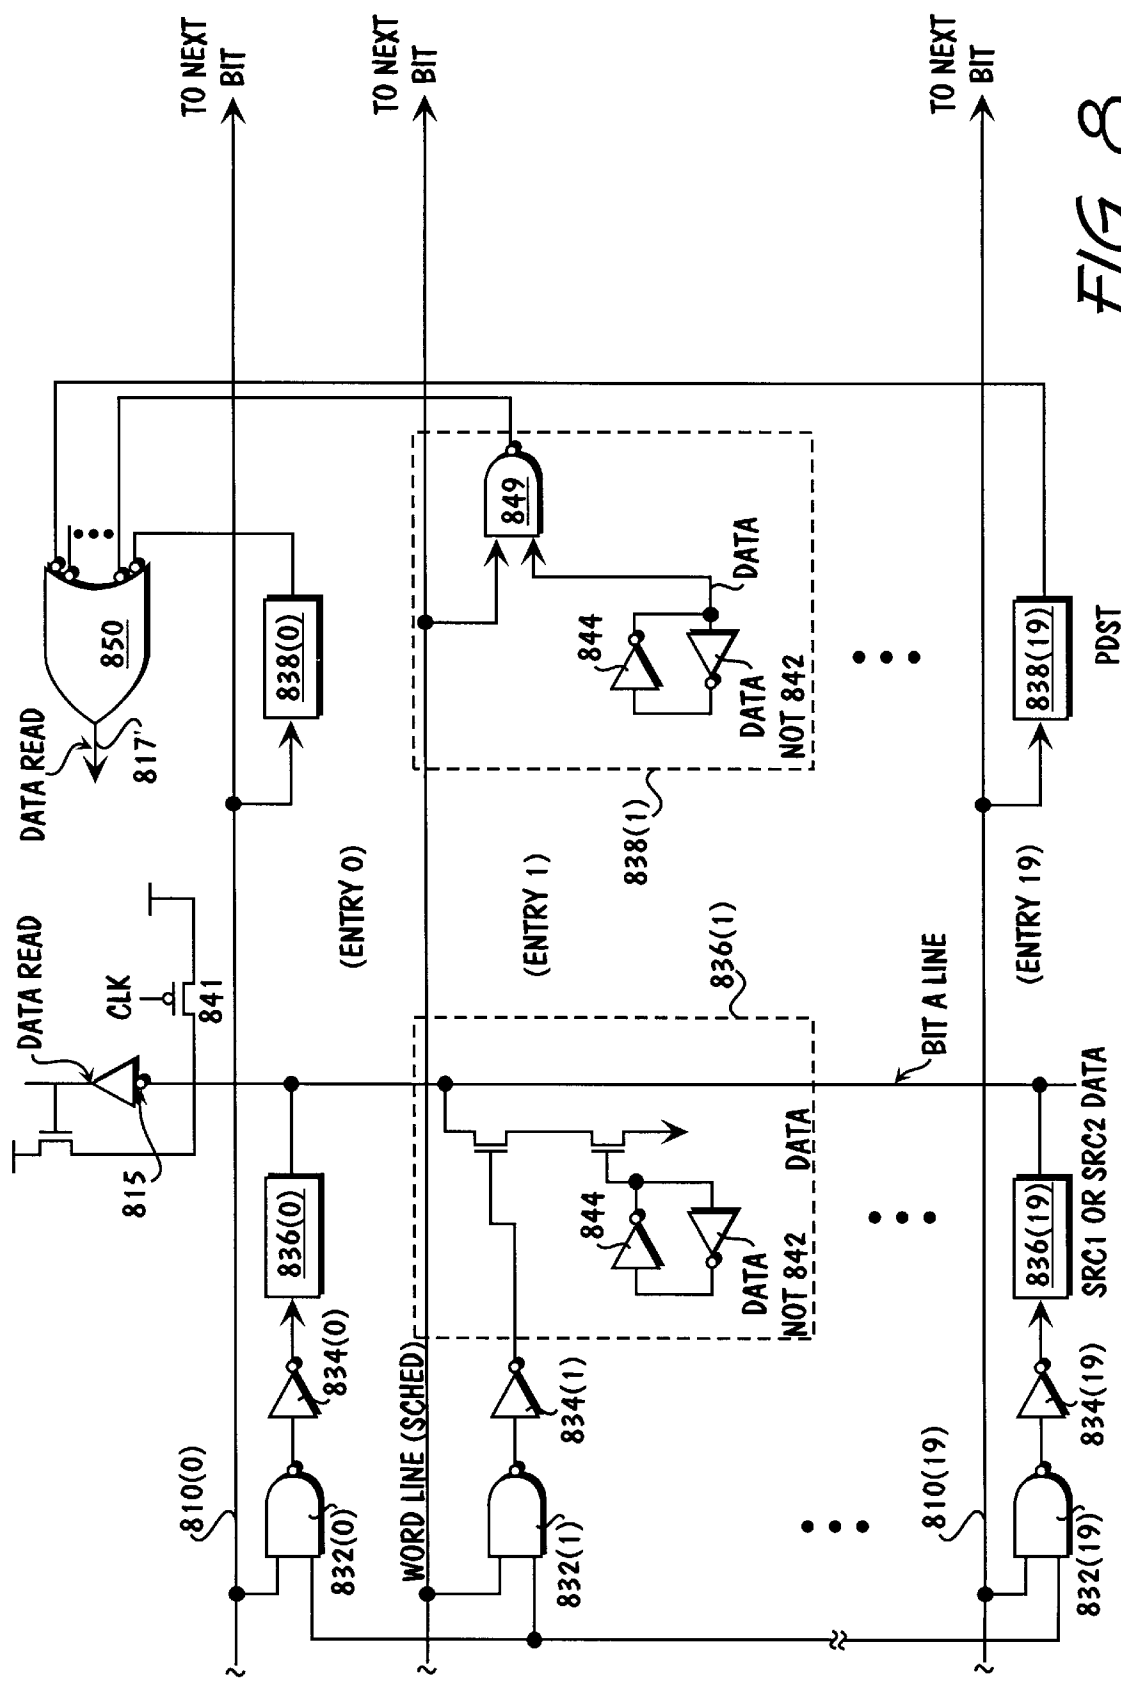 TO NEXT
BIT
TO NEXT
BIT
TO NEXT
BIT
FIG 8
DATA READ
817'
850
838(0)
849
DATA
844
DATA
NOT 842
838(1)
838(19)
PDST
DATA READ
CLK
841
815
(ENTRY 0)
(ENTRY 1)
(ENTRY 19)
836(1)
BIT A LINE
836(0)
844
DATA
DATA
NOT 842
836(19)
SRC1 OR SRC2 DATA
834(0)
834(1)
834(19)
WORD LINE (SCHED)
810(0)
810(19)
832(0)
832(1)
832(19)